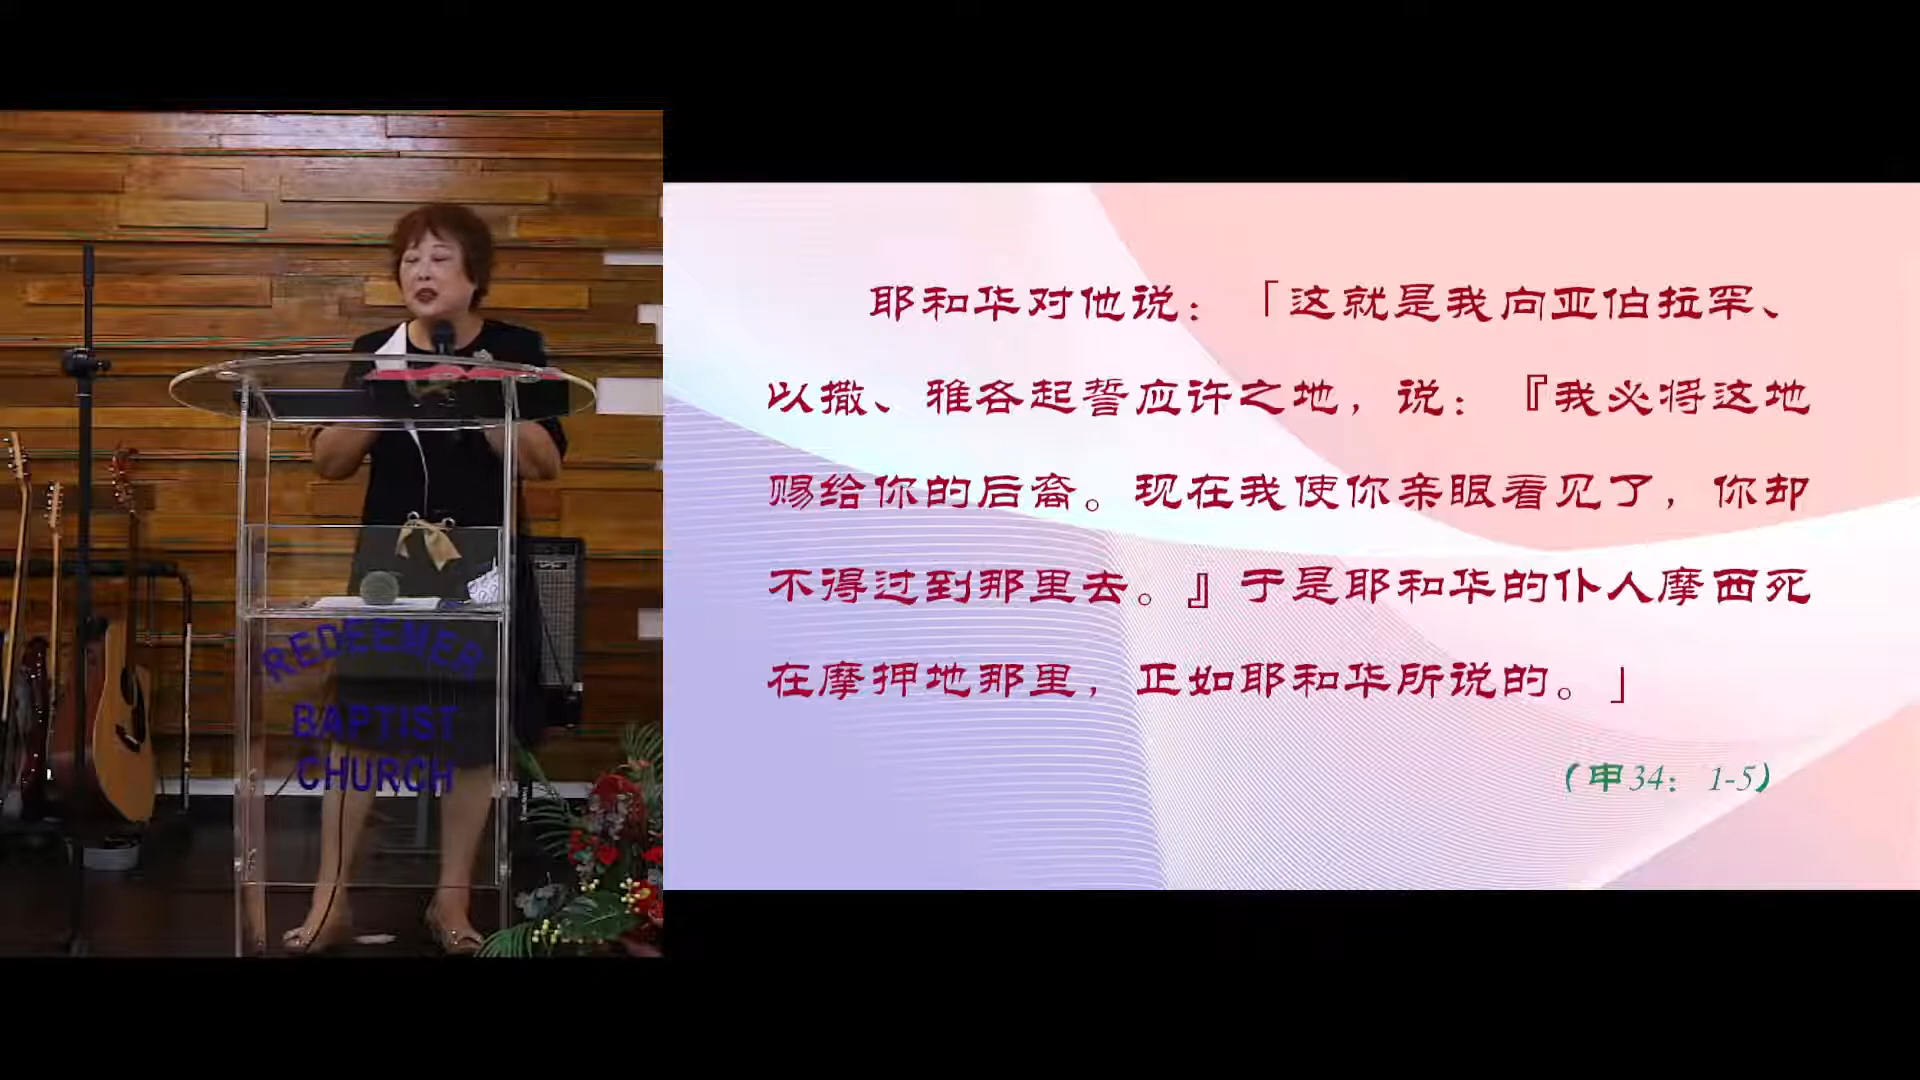 REDEEMER
BAPTIST
CHURCH
耶和华对他说：「这就是我向亚伯拉罕、
以撒、雅各起誓应许之地，说：『我必将这地
赐给你的后裔。现在我使你亲眼看见了，你却
不得过到那里去。』于是耶和华的仆人摩西死
在摩押地那里，正如耶和华所说的。」
（申34： 1-5）